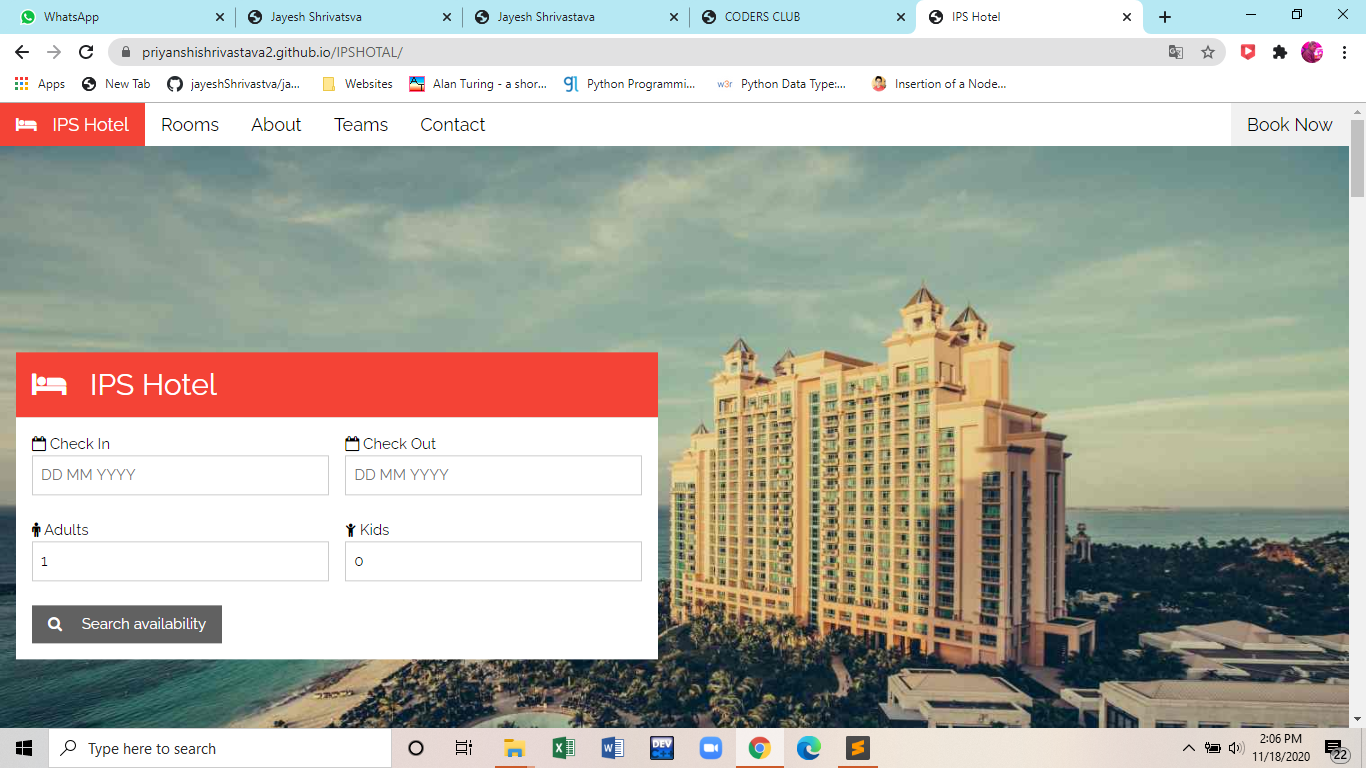 WhatsApp
Jayesh Shrivatsva
Jayesh Shrivastava
CODERS CLUB
IPS Hotel
priyanshishrivastava2.github.io/IPSHOTAL/
Apps
New Tab
jayeshShrivastva/ja...
Websites
Alan Turing - a shor...
Python Programmi...
w3r
Python Data Type:...
Insertion of a Node...
IPS Hotel
Rooms
About
Teams
Contact
Book Now
IPS Hotel
Check In
Check Out
DD MM YYYY
DD MM YYYY
Adults
Kids
1
0
Search availability
Type here to search
DEV
2:06 PM
11/18/2020
22